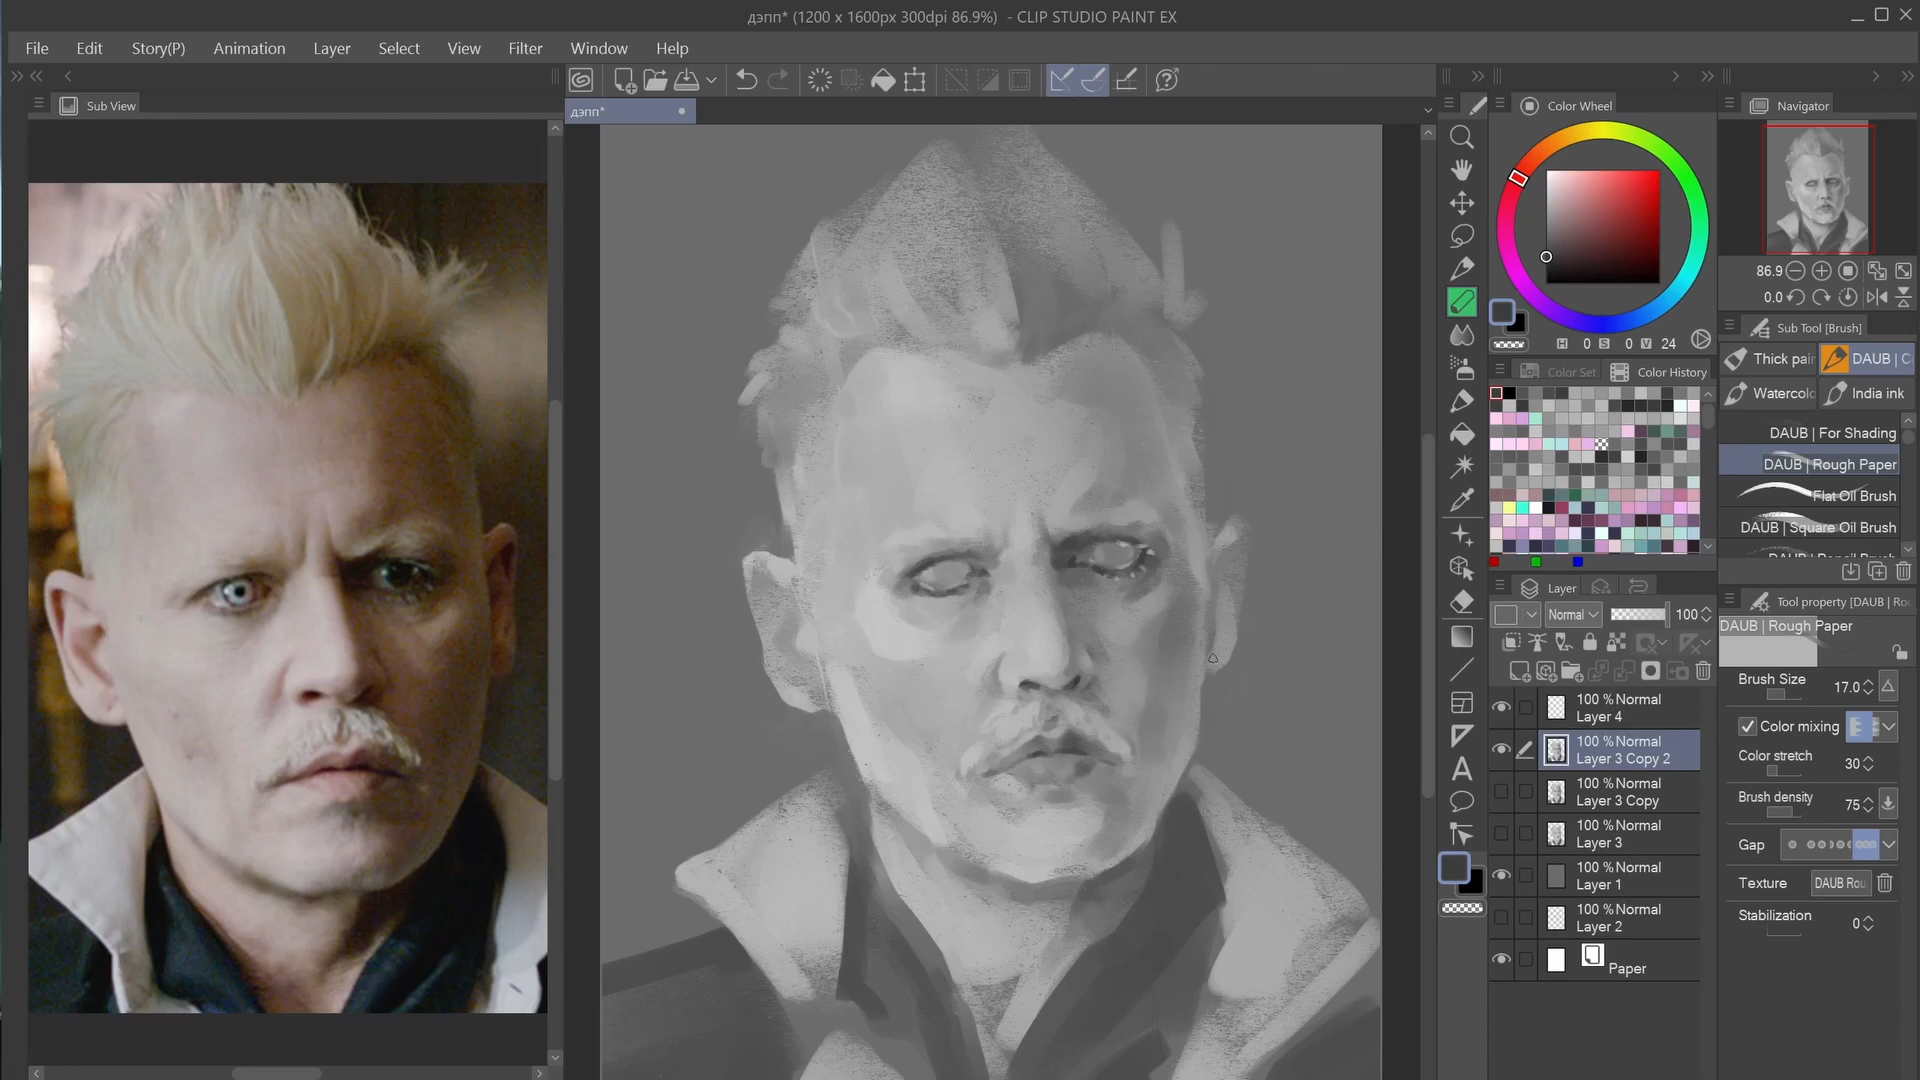 дэпп* (1200 x 1600px 300dpi 86.9%) - CLIP STUDIO PAINT EX
File Edit Story(P) Animation Layer Select View Filter Window Help
Sub View
дэпп*
Color Wheel
H 0 S 0 V 24
Color Set Color History
Layer
Normal 100
100 % Normal
Layer 4
100 % Normal
Layer 3 Copy 2
100 % Normal
Layer 3 Copy
100 % Normal
Layer 3
100 % Normal
Layer 1
100 % Normal
Layer 2
Paper
Navigator
86.9
0.0
Sub Tool [Brush]
Thick pai DAUB | C
Watercolo India ink
DAUB | For Shading
DAUB | Rough Paper
Flat Oil Brush
DAUB | Square Oil Brush
Tool property [DAUB | Ro
DAUB | Rough Paper
Brush Size 17.0
Color mixing
Color stretch 30
Brush density 75
Gap
Texture DAUB Rou
Stabilization 0